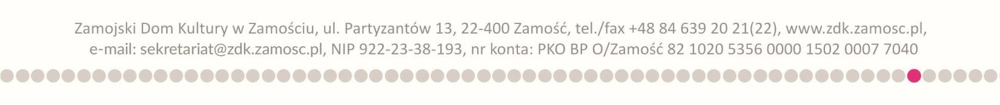 Zamojski Dom Kultury w Zamościu, ul. Partyzantów 13, 22-400 Zamość, tel./fax +48 84 639 20 21(22), www.zdk.zamosc.pl,
e-mail: sekretariat@zdk.zamosc.pl, NIP 922-23-38-193, nr konta: PKO BP O/Zamość 82 1020 5356 0000 1502 0007 7040